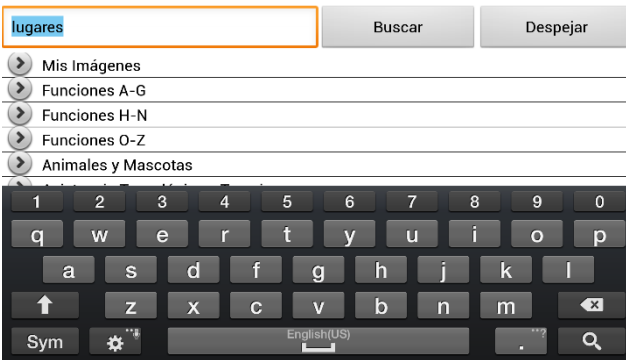 lugares Buscar Despejar
Mis Imágenes
Funciones A-G
Funciones H-N
Funciones O-Z
Animales y Mascotas
1 2 3 4 5 6 7 8 9 0
q w e r t y u i o p
a s d f g h j k l
z x c v b n m
English(US)
Sym . ...?